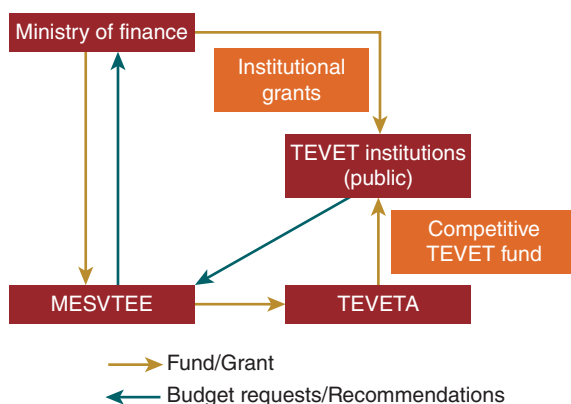 Ministry of finance
Institutional
grants
TEVET institutions
(public)
Competitive
TEVET fund
MESVTEE
TEVETA
Fund/Grant
Budget requests/Recommendations